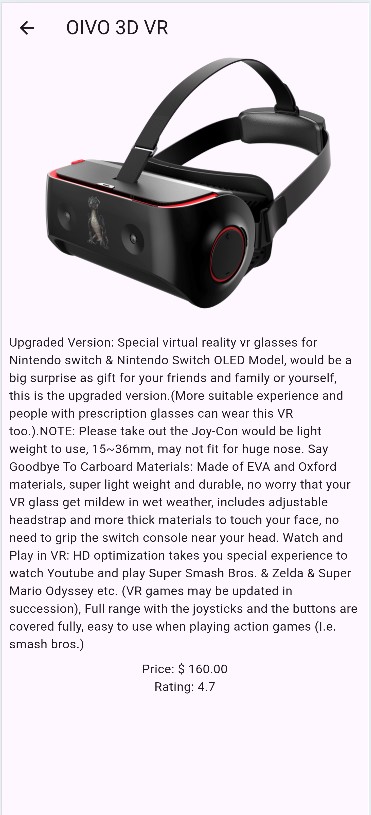 OIVO 3D VR
Upgraded Version: Special virtual reality vr glasses for
Nintendo switch & Nintendo Switch OLED Model, would be a
big surprise as gift for your friends and family or yourself,
this is the upgraded version.(More suitable experience and
people with prescription glasses can wear this VR
too.).NOTE: Please take out the Joy-Con would be light
weight to use, 15~36mm, may not fit for huge nose. Say
Goodbye To Carboard Materials: Made of EVA and Oxford
materials, super light weight and durable, no worry that your
VR glass get mildew in wet weather, includes adjustable
headstrap and more thick materials to touch your face, no
need to grip the switch console near your head. Watch and
Play in VR: HD optimization takes you special experience to
watch Youtube and play Super Smash Bros. & Zelda & Super
Mario Odyssey etc. (VR games may be updated in
succession), Full range with the joysticks and the buttons are
covered fully, easy to use when playing action games (I.e.
smash bros.)
Price: $ 160.00
Rating: 4.7